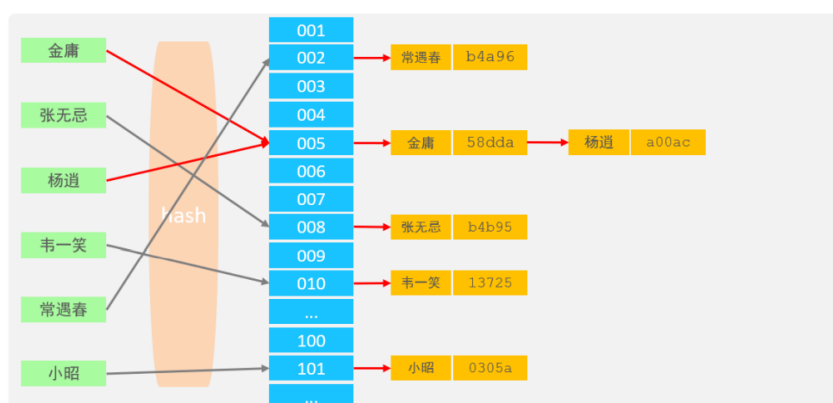 金庸
张无忌
杨逍
韦一笑
常遇春
小昭
hash
001
002
003
004
005
006
007
008
009
010
...
100
101
...
常遇春 b4a96
金庸 58dda 杨逍 a00ac
张无忌 b4b95
韦一笑 13725
小昭 0305a